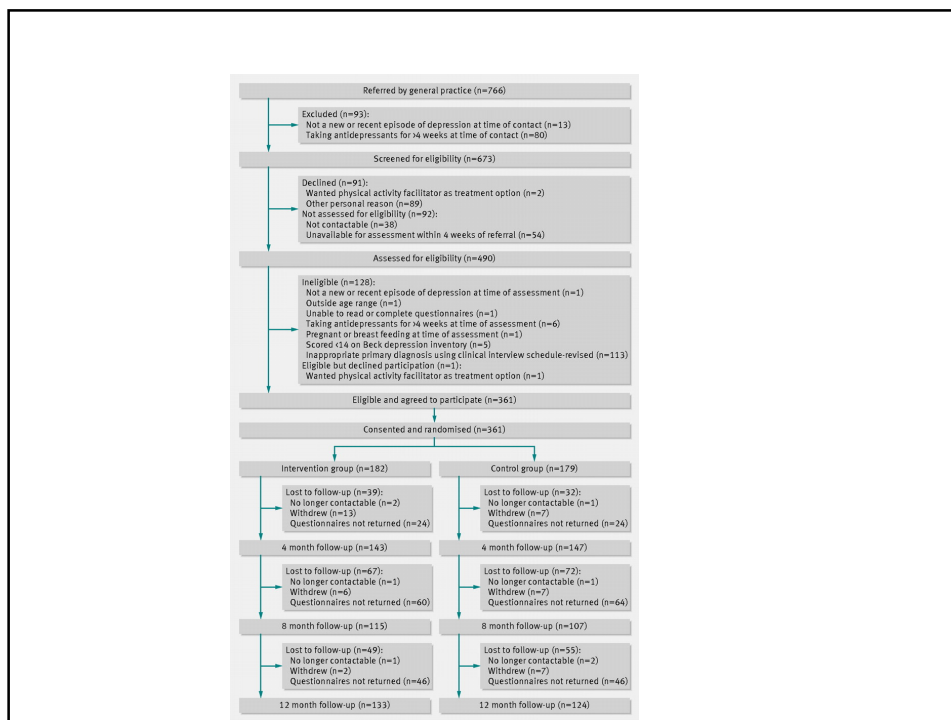 Referred by general practice (n=766)
Excluded (n=93):
Not a new or recent episode of depression at time of contact (n=13)
Taking antidepressants for >4 weeks at time of contact (n=80)
Screened for eligibility (n=673)
Declined (n=91):
Wanted physical activity facilitator as treatment option (n=2)
Other personal reason (n=89)
Not assessed for eligibility (n=92):
Not contactable (n=38)
Unavailable for assessment within 4 weeks of referral (n=54)
Assessed for eligibility (n=490)
Ineligible (n=128):
Not a new or recent episode of depression at time of assessment (n=1)
Outside age range (n=1)
Unable to read or complete questionnaires (n=1)
Taking antidepressants for >4 weeks at time of assessment (n=6)
Pregnant or breast feeding at time of assessment (n=1)
Scored <14 on Beck depression inventory (n=5)
Inappropriate primary diagnosis using clinical interview schedule-revised (n=113)
Eligible but declined participation (n=1):
Wanted physical activity facilitator as treatment option (n=1)
Eligible and agreed to participate (n=361)
Consented and randomised (n=361)
Intervention group (n=182)
Lost to follow-up (n=39):
No longer contactable (n=2)
Withdrew (n=13)
Questionnaires not returned (n=24)
4 month follow-up (n=143)
Lost to follow-up (n=67):
No longer contactable (n=1)
Withdrew (n=6)
Questionnaires not returned (n=60)
8 month follow-up (n=115)
Lost to follow-up (n=49):
No longer contactable (n=1)
Withdrew (n=2)
Questionnaires not returned (n=46)
12 month follow-up (n=133)
Control group (n=179)
Lost to follow-up (n=32):
No longer contactable (n=1)
Withdrew (n=7)
Questionnaires not returned (n=24)
4 month follow-up (n=147)
Lost to follow-up (n=72):
No longer contactable (n=1)
Withdrew (n=7)
Questionnaires not returned (n=64)
8 month follow-up (n=107)
Lost to follow-up (n=55):
No longer contactable (n=2)
Withdrew (n=7)
Questionnaires not returned (n=46)
12 month follow-up (n=124)